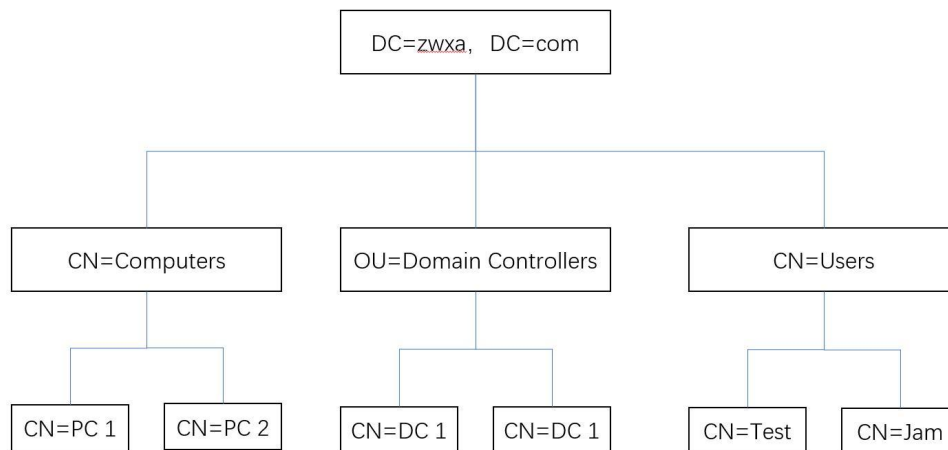 DC=zwxa, DC=com
CN=Computers
OU=Domain Controllers
CN=Users
CN=PC 1
CN=PC 2
CN=DC 1
CN=DC 1
CN=Test
CN=Jam